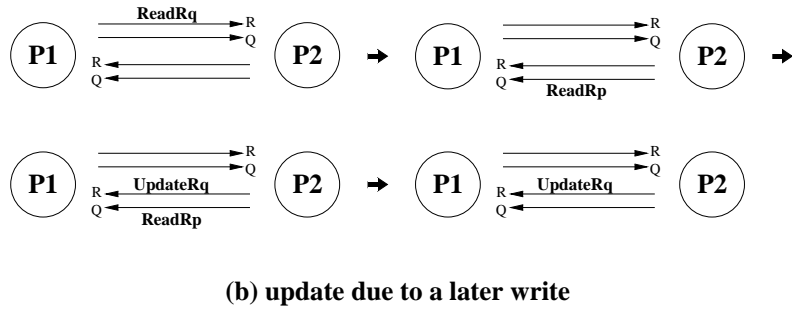 ReadRq
P1 R Q R Q P2 P1 R Q R Q P2
ReadRp
P1 R Q UpdateRq R Q P2 P1 R Q UpdateRq R Q P2
ReadRp
(b) update due to a later write